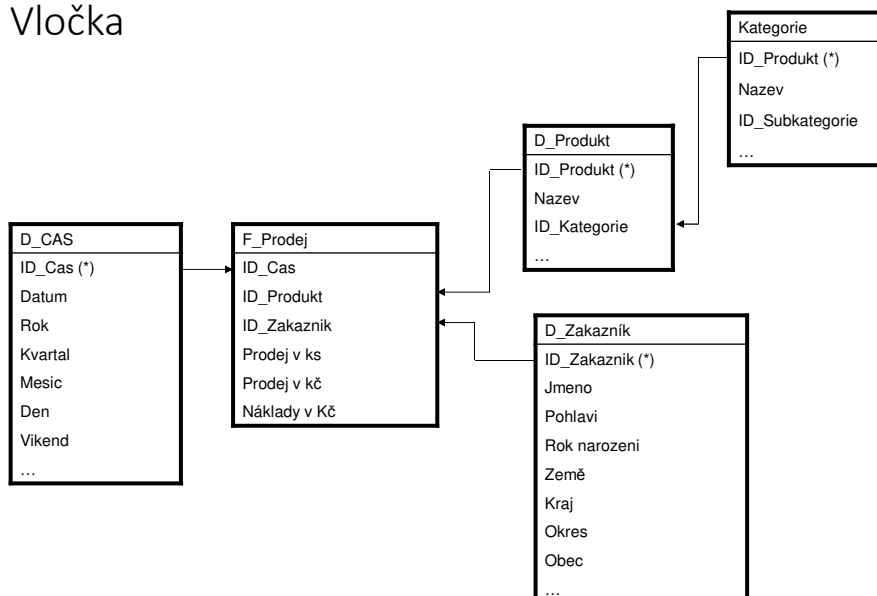 Vločka
Kategorie
ID_Produkt (*)
Nazev
ID_Subkategorie
…
D_Produkt
ID_Produkt (*)
Nazev
ID_Kategorie
…
D_CAS
ID_Cas (*)
Datum
Rok
Kvartal
Mesic
Den
Vikend
…
F_Prodej
ID_Cas
ID_Produkt
ID_Zakaznik
Prodej v ks
Prodej v kč
Náklady v Kč
D_Zakazník
ID_Zakaznik (*)
Jmeno
Pohlavi
Rok narozeni
Země
Kraj
Okres
Obec
…